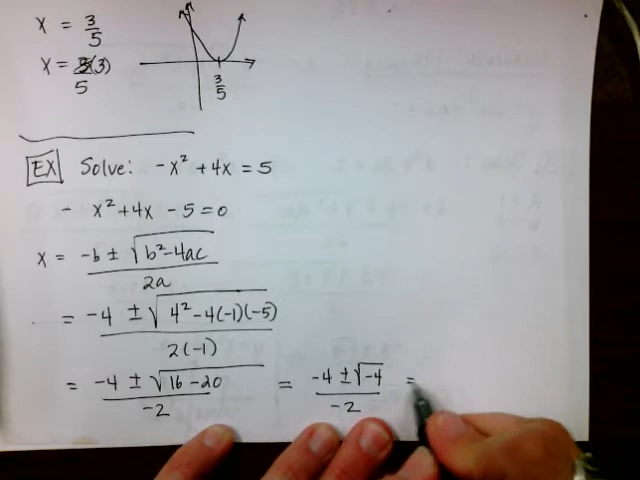 x = 3/5
x = 3(3)/5
3/5
EX Solve: -x² + 4x = 5
- x² + 4x - 5 = 0
x = (-b ± √(b² - 4ac))/2a
= (-4 ± √(4² - 4(-1)(-5)))/2(-1)
= (-4 ± √(16 - 20))/-2 = (-4 ± √-4)/-2 =